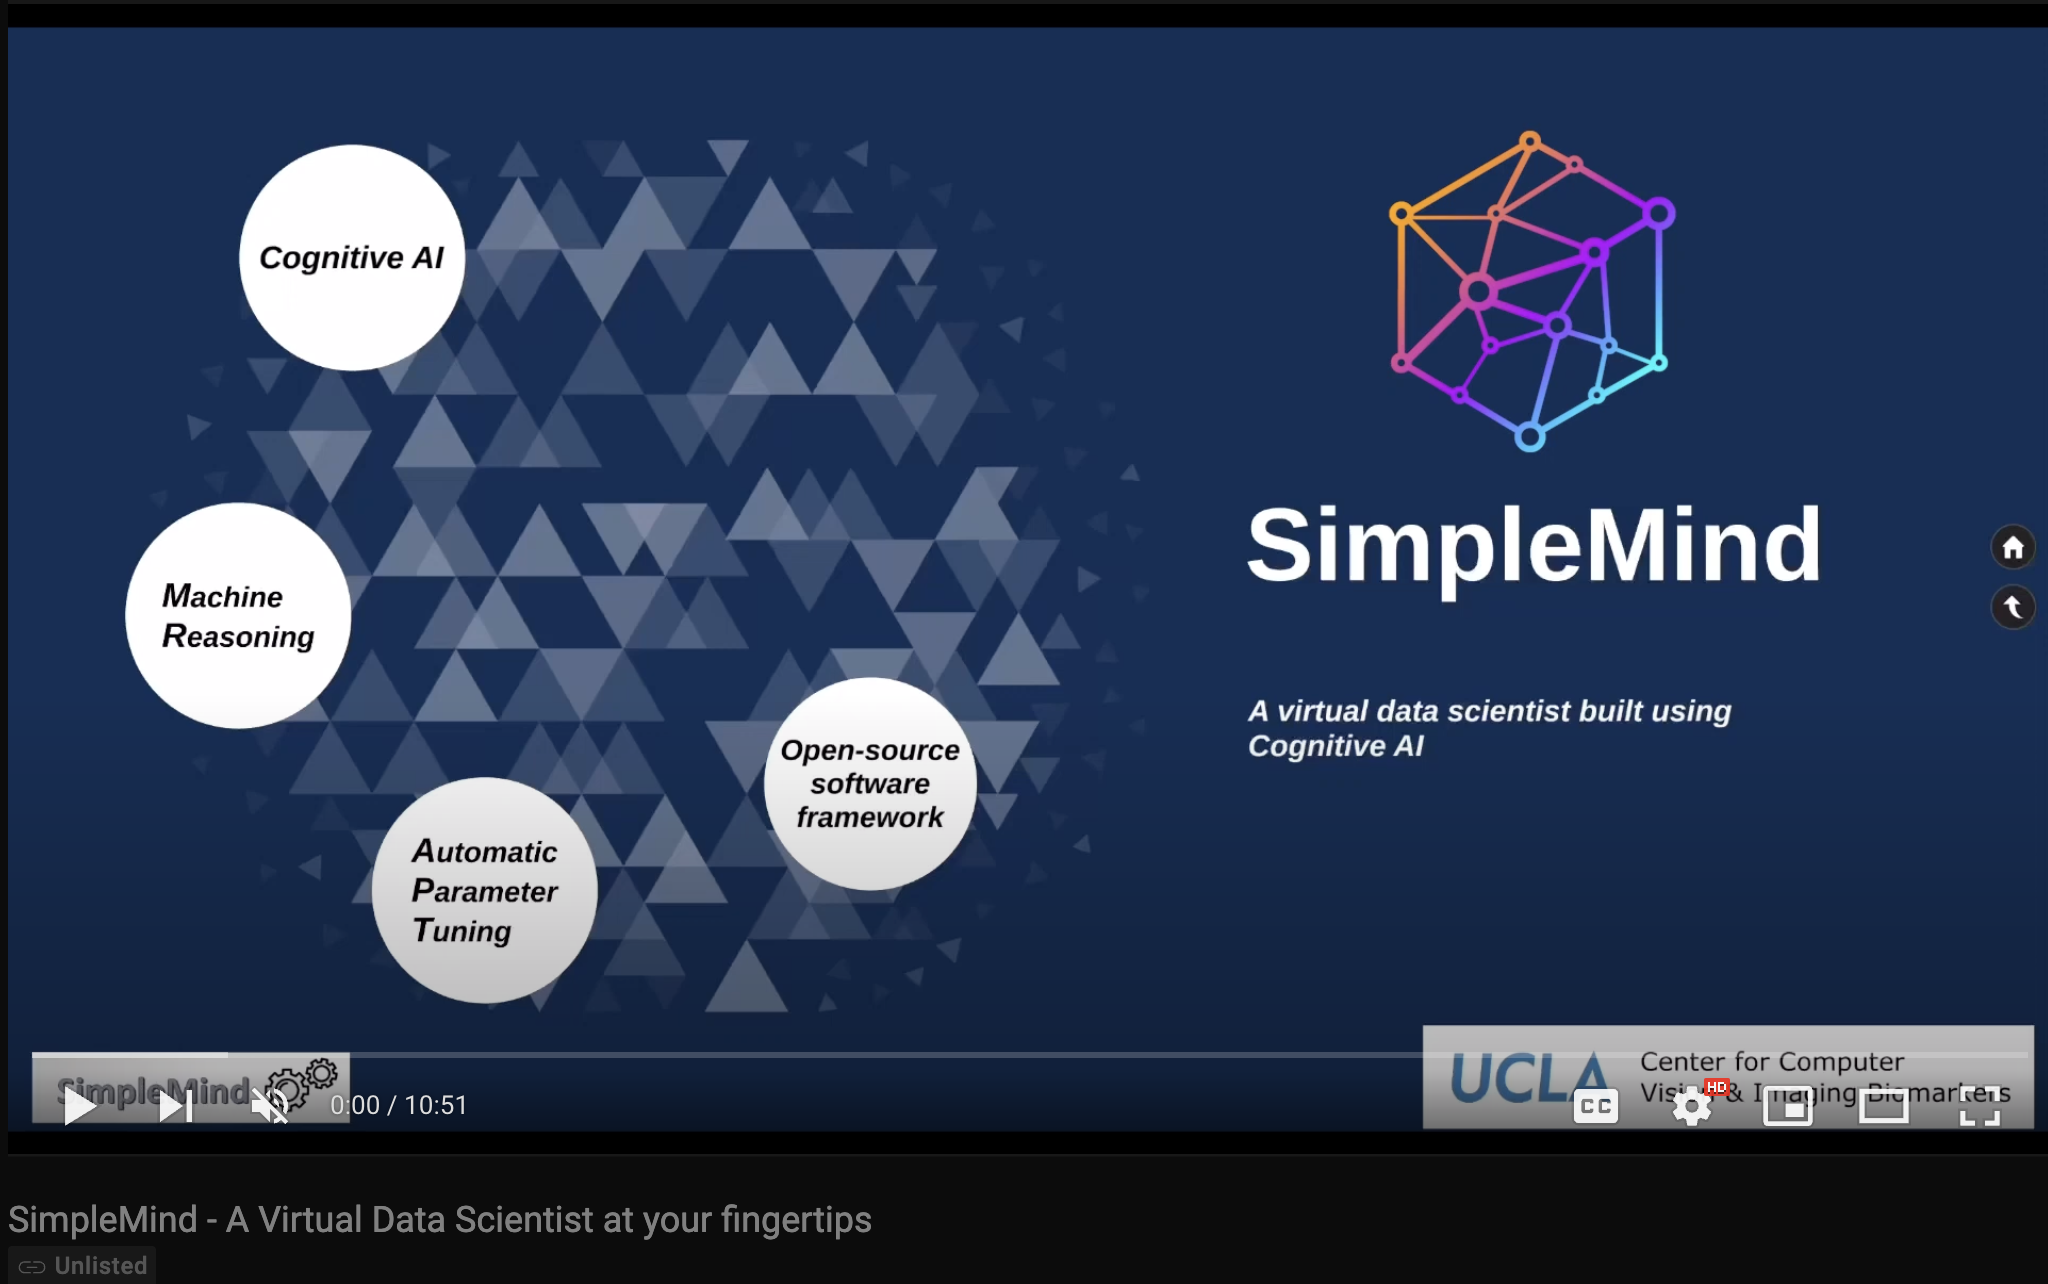 Cognitive AI
Machine
Reasoning
Automatic
Parameter
Tuning
Open-source
software
framework
SimpleMind
A virtual data scientist built using
Cognitive AI
SimpleMind
0:00 / 10:51
UCLA
Center for Computer
Vision & Imaging Biomarkers
CC
HD
SimpleMind - A Virtual Data Scientist at your fingertips
Unlisted